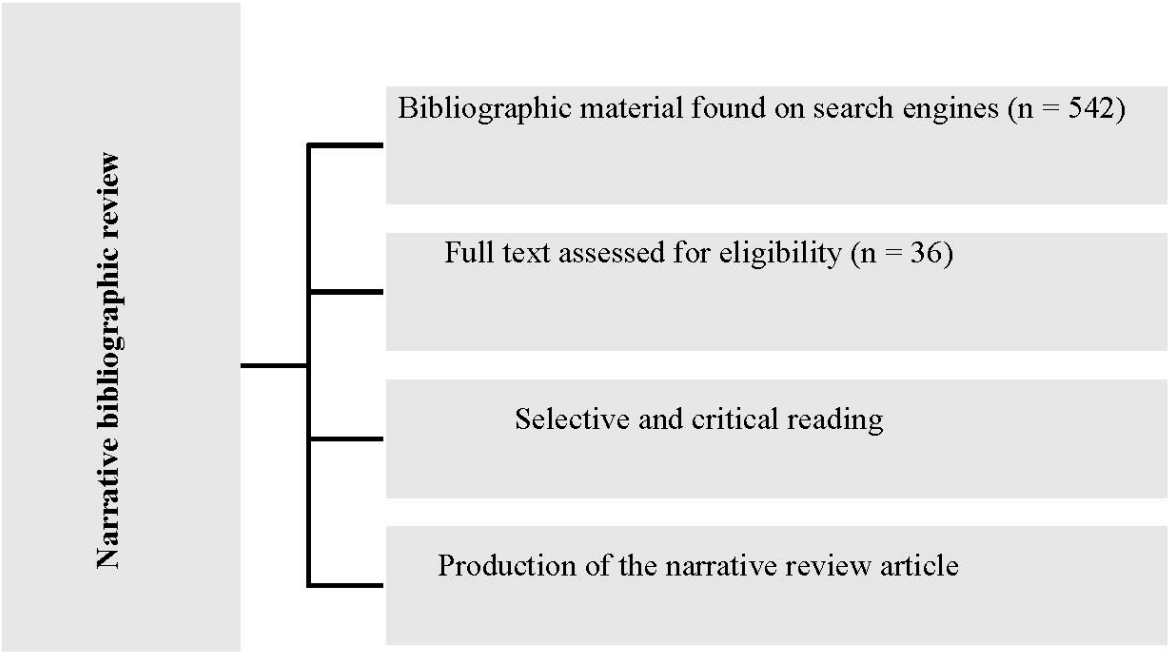 Narrative bibliographic review
Bibliographic material found on search engines (n = 542)
Full text assessed for eligibility (n = 36)
Selective and critical reading
Production of the narrative review article